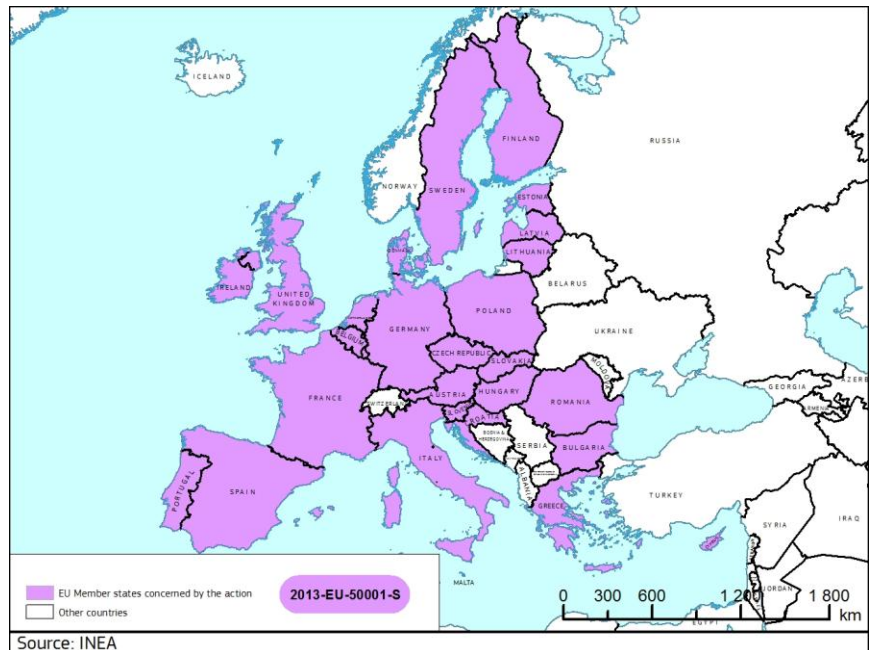 ICELAND
RUSSIA
FINLAND
NORWAY
SWEDEN
ESTONIA
LATVIA
LITHUANIA
BELARUS
IRELAND
UNITED
KINGDOM
POLAND
GERMANY
BELGIUM
UKRAINE
CZECH REPUBLIC
SLOVAKIA
MOLDOVA
FRANCE
SWITZERLAN
AUSTRIA
HUNGARY
ROMANIA
GEORGIA
AZERB
ARMENI
CROATIA
BOSNIA &
HERZEGOVINA
SERBIA
ITALY
BULGARIA
ALBANIA
PORTUGAL
SPAIN
GREECE
TURKEY
SYRIA
IRAQ
MALTA
JORDAN
EGYPT
EU Member states concerned by the action
Other countries
2013-EU-50001-S
0 300 600 1 200 1 800
km
Source: INEA